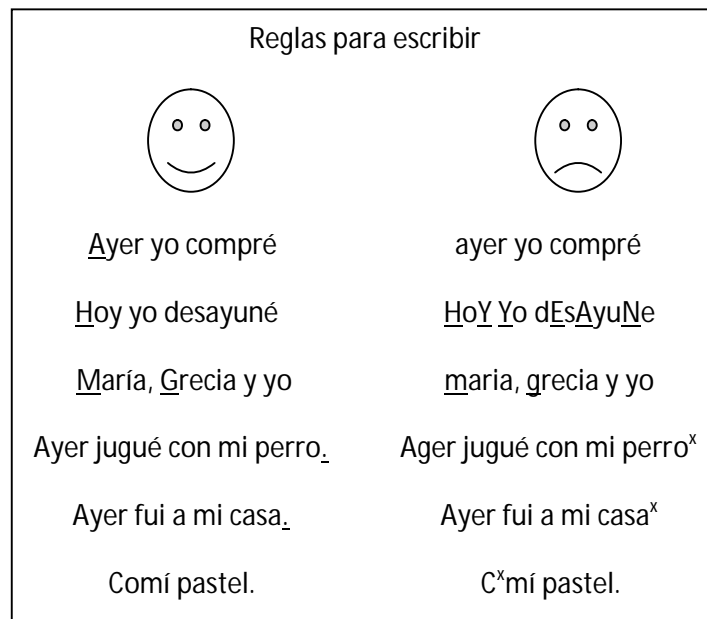 Reglas para escribir
Ayer yo compré
ayer yo compré
Hoy yo desayuné
HoY Yo dEsAyuNe
María, Grecia y yo
maria, grecia y yo
Ayer jugué con mi perro.
Ager jugué con mi perroˣ
Ayer fui a mi casa.
Ayer fui a mi casaˣ
Comí pastel.
Cˣmí pastel.